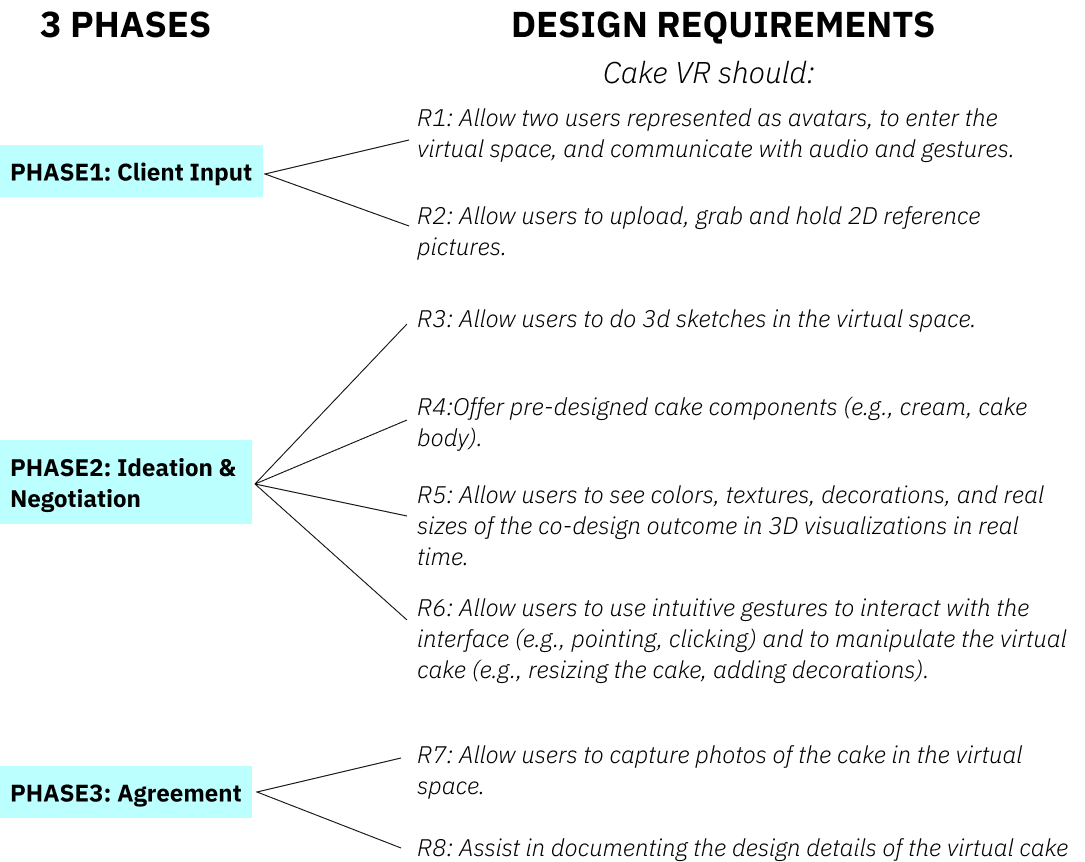 3 PHASES
DESIGN REQUIREMENTS
Cake VR should:
PHASE1: Client Input
R1: Allow two users represented as avatars, to enter the
virtual space, and communicate with audio and gestures.
R2: Allow users to upload, grab and hold 2D reference
pictures.
PHASE2: Ideation &
Negotiation
R3: Allow users to do 3d sketches in the virtual space.
R4:Offer pre-designed cake components (e.g., cream, cake
body).
R5: Allow users to see colors, textures, decorations, and real
sizes of the co-design outcome in 3D visualizations in real
time.
R6: Allow users to use intuitive gestures to interact with the
interface (e.g., pointing, clicking) and to manipulate the virtual
cake (e.g., resizing the cake, adding decorations).
PHASE3: Agreement
R7: Allow users to capture photos of the cake in the virtual
space.
R8: Assist in documenting the design details of the virtual cake